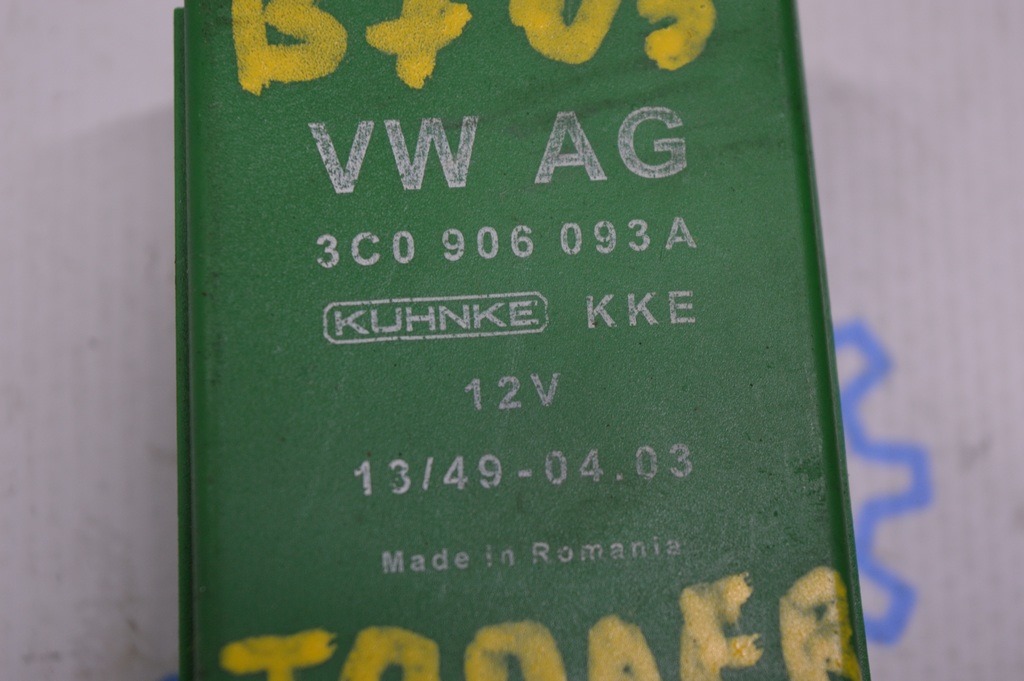 VW AG
3C0 906 093 A
KUHNKE KKE
12V
13/49-04.03
Made in Romania